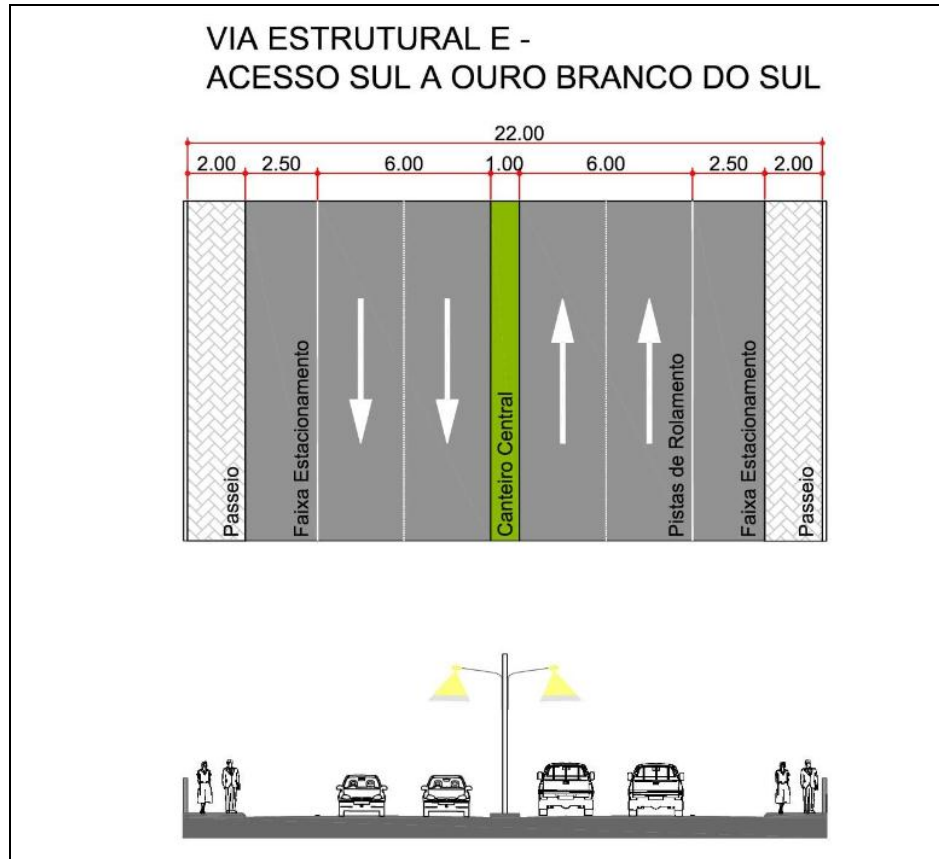 VIA ESTRUTURAL E -
ACESSO SUL A OURO BRANCO DO SUL
22.00
2.00 2.50 6.00 1.00 6.00 2.50 2.00
Passeio
Faixa Estacionamento
Canteiro Central
Pistas de Rolamento
Faixa Estacionamento
Passeio